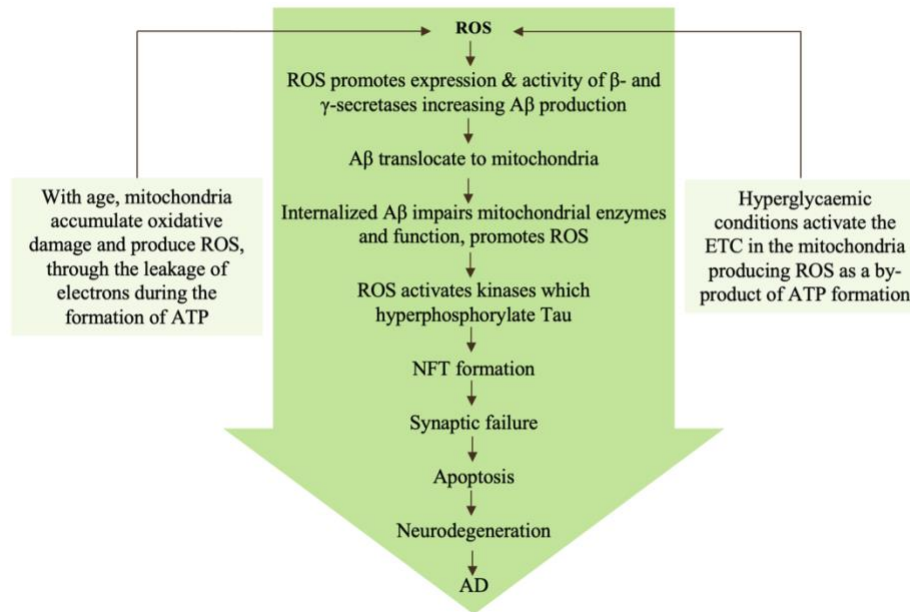 ROS
ROS promotes expression & activity of β- and
γ-secretases increasing Aβ production
Aβ translocate to mitochondria
Internalized Aβ impairs mitochondrial enzymes
and function, promotes ROS
ROS activates kinases which
hyperphosphorylate Tau
NFT formation
Synaptic failure
Apoptosis
Neurodegeneration
AD
With age, mitochondria
accumulate oxidative
damage and produce ROS,
through the leakage of
electrons during the
formation of ATP
Hyperglycaemic
conditions activate the
ETC in the mitochondria
producing ROS as a by-
product of ATP formation